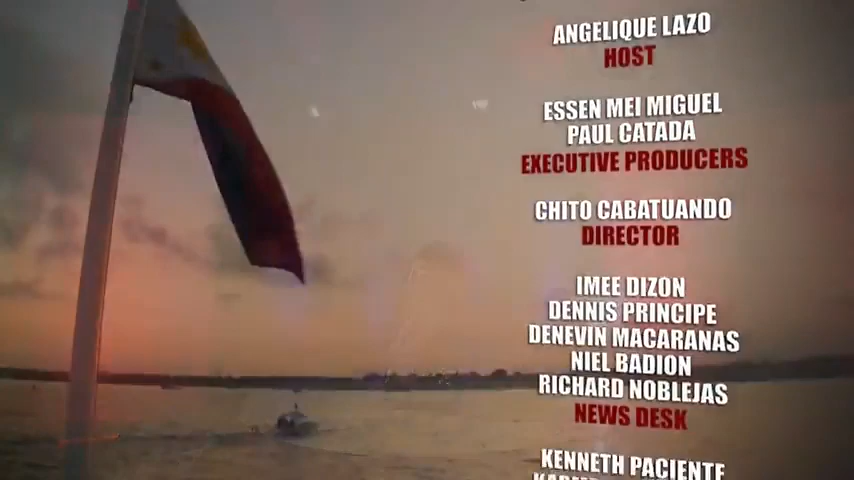 ANGELIQUE LAZO
HOST
ESSEN MEI MIGUEL
PAUL CATADA
EXECUTIVE PRODUCERS
CHITO CABATUANDO
DIRECTOR
IMEE DIZON
DENNIS PRINCIPE
DENEVIN MACARANAS
NIEL BADION
RICHARD NOBLEJAS
NEWS DESK
KENNETH PACIENTE